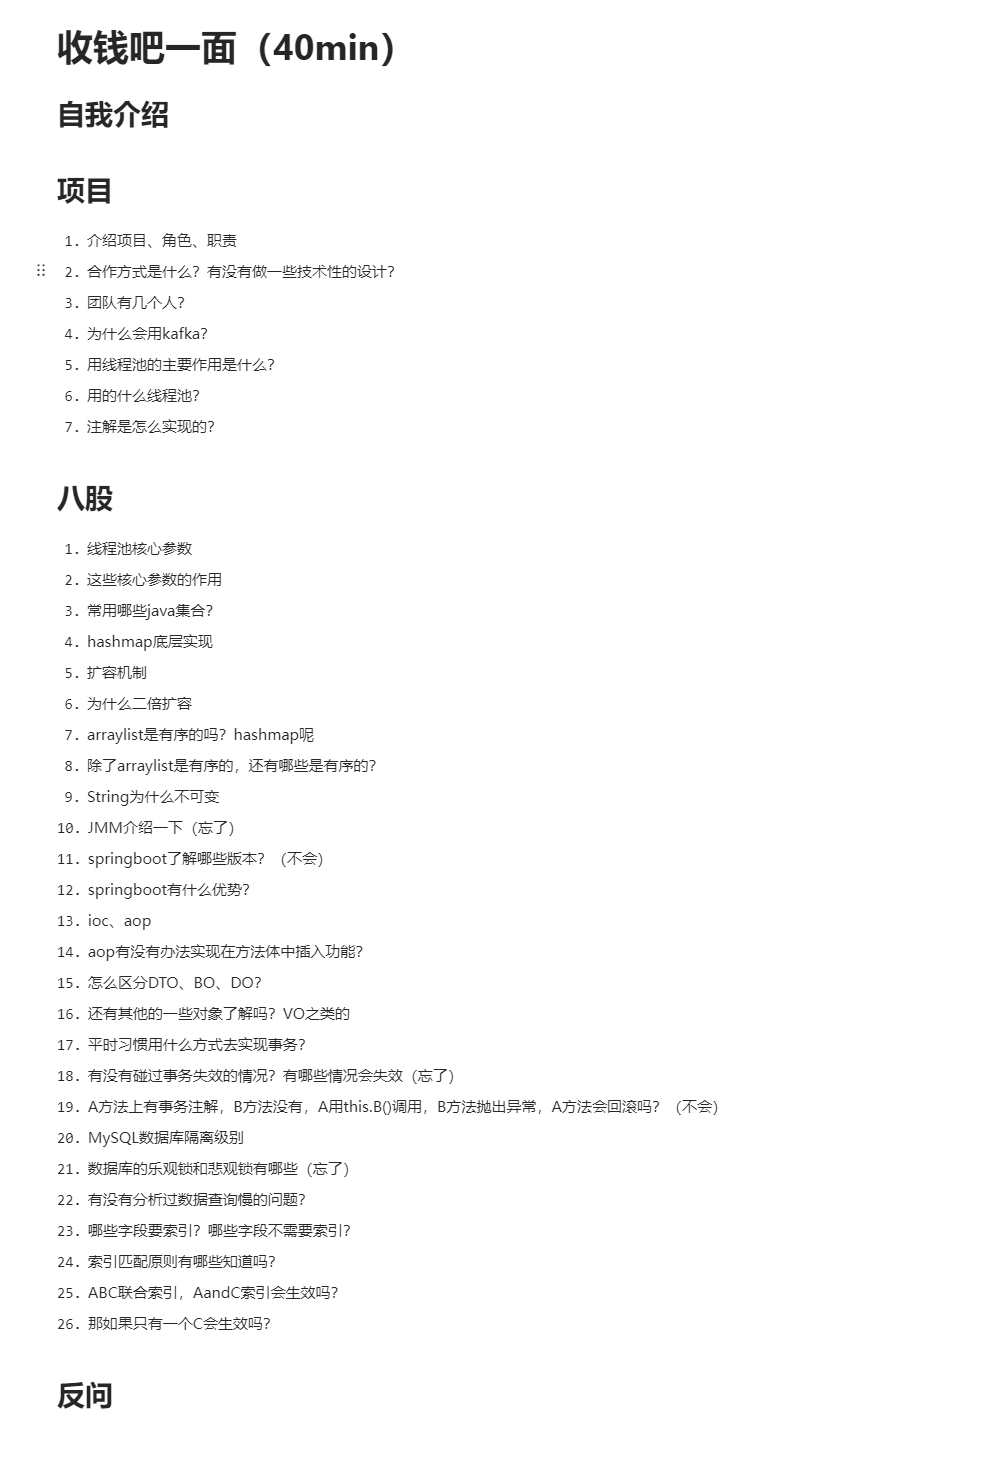 收钱吧一面（40min）
自我介绍
项目
1. 介绍项目、角色、职责
2. 合作方式是什么？有没有做一些技术性的设计？
3. 团队有几个人？
4. 为什么会用kafka？
5. 用线程池的主要作用是什么？
6. 用的什么线程池？
7. 注解是怎么实现的？
八股
1. 线程池核心参数
2. 这些核心参数的作用
3. 常用哪些java集合？
4. hashmap底层实现
5. 扩容机制
6. 为什么二倍扩容
7. arraylist是有序的吗？hashmap呢
8. 除了arraylist是有序的，还有哪些是有序的？
9. String为什么不可变
10. JMM介绍一下（忘了）
11. springboot了解哪些版本？（不会）
12. springboot有什么优势？
13. ioc、aop
14. aop有没有办法实现在方法体中插入功能？
15. 怎么区分DTO、BO、DO？
16. 还有其他的一些对象了解吗？VO之类的
17. 平时习惯用什么方式去实现事务？
18. 有没有碰过事务失效的情况？有哪些情况会失效（忘了）
19. A方法上有事务注解，B方法没有，A用this.B()调用，B方法抛出异常，A方法会回滚吗？（不会）
20. MySQL数据库隔离级别
21. 数据库的乐观锁和悲观锁有哪些（忘了）
22. 有没有分析过数据查询慢的问题？
23. 哪些字段要索引？哪些字段不需要索引？
24. 索引匹配原则有哪些知道吗？
25. ABC联合索引，AandC索引会生效吗？
26. 那如果只有一个C会生效吗？
反问